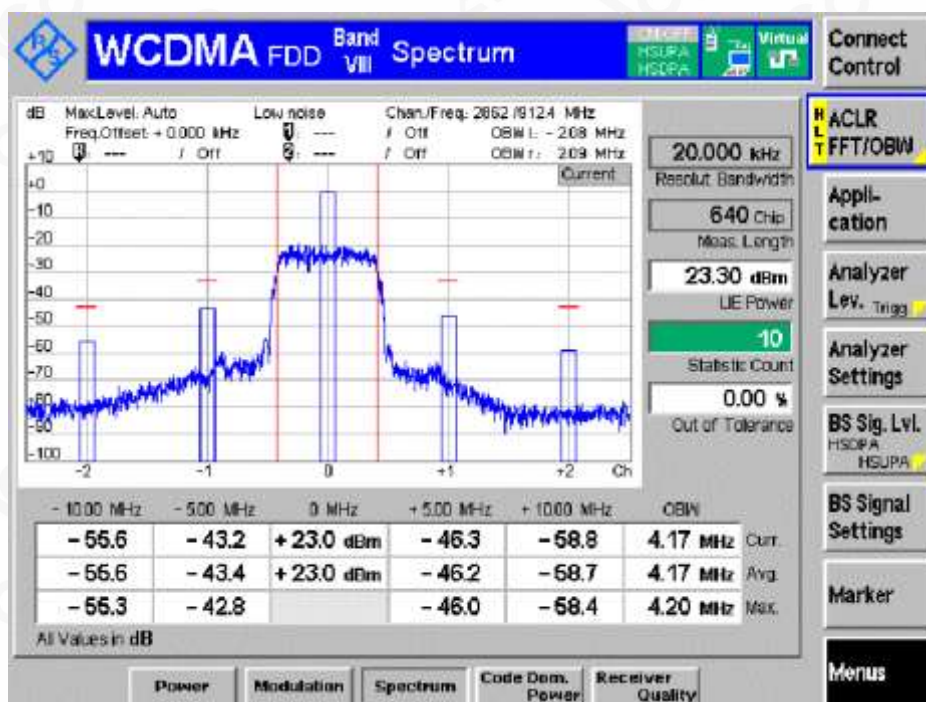 WCDMA FDD Band VIII Spectrum
HSUPA
HSDPA
Virtual
Connect Control
dB Max.Level: Auto Low noise Chan./Freq.: 2862 /912.4 MHz
Freq.Offset: + 0.000 kHz 1: --- / Off OBW l: - 2.08 MHz
--- / Off 2: --- / Off OBW r: 2.09 MHz
Current
+10
+0
-10
-20
-30
-40
-50
-60
-70
-80
-90
-100
-2 -1 0 +1 +2 Ch
20.000 kHz
Resolut. Bandwidth
640 Chip
Meas. Length
23.30 dBm
UE Power
10
Statistic Count
0.00 %
Out of Tolerance
- 10.00 MHz - 5.00 MHz 0 MHz + 5.00 MHz + 10.00 MHz OBW
- 55.6 - 43.2 + 23.0 dBm - 46.3 - 58.8 4.17 MHz Curr.
- 55.6 - 43.4 + 23.0 dBm - 46.2 - 58.7 4.17 MHz Avg.
- 55.3 - 42.8 - 46.0 - 58.4 4.20 MHz Max.
All Values in dB
H L T
ACLR
FFT/OBW
Appli-
cation
Analyzer
Lev. Trigg
Analyzer
Settings
BS Sig. Lvl.
HSDPA
HSUPA
BS Signal
Settings
Marker
Menus
Power
Modulation
Spectrum
Code Dom. Power
Receiver Quality